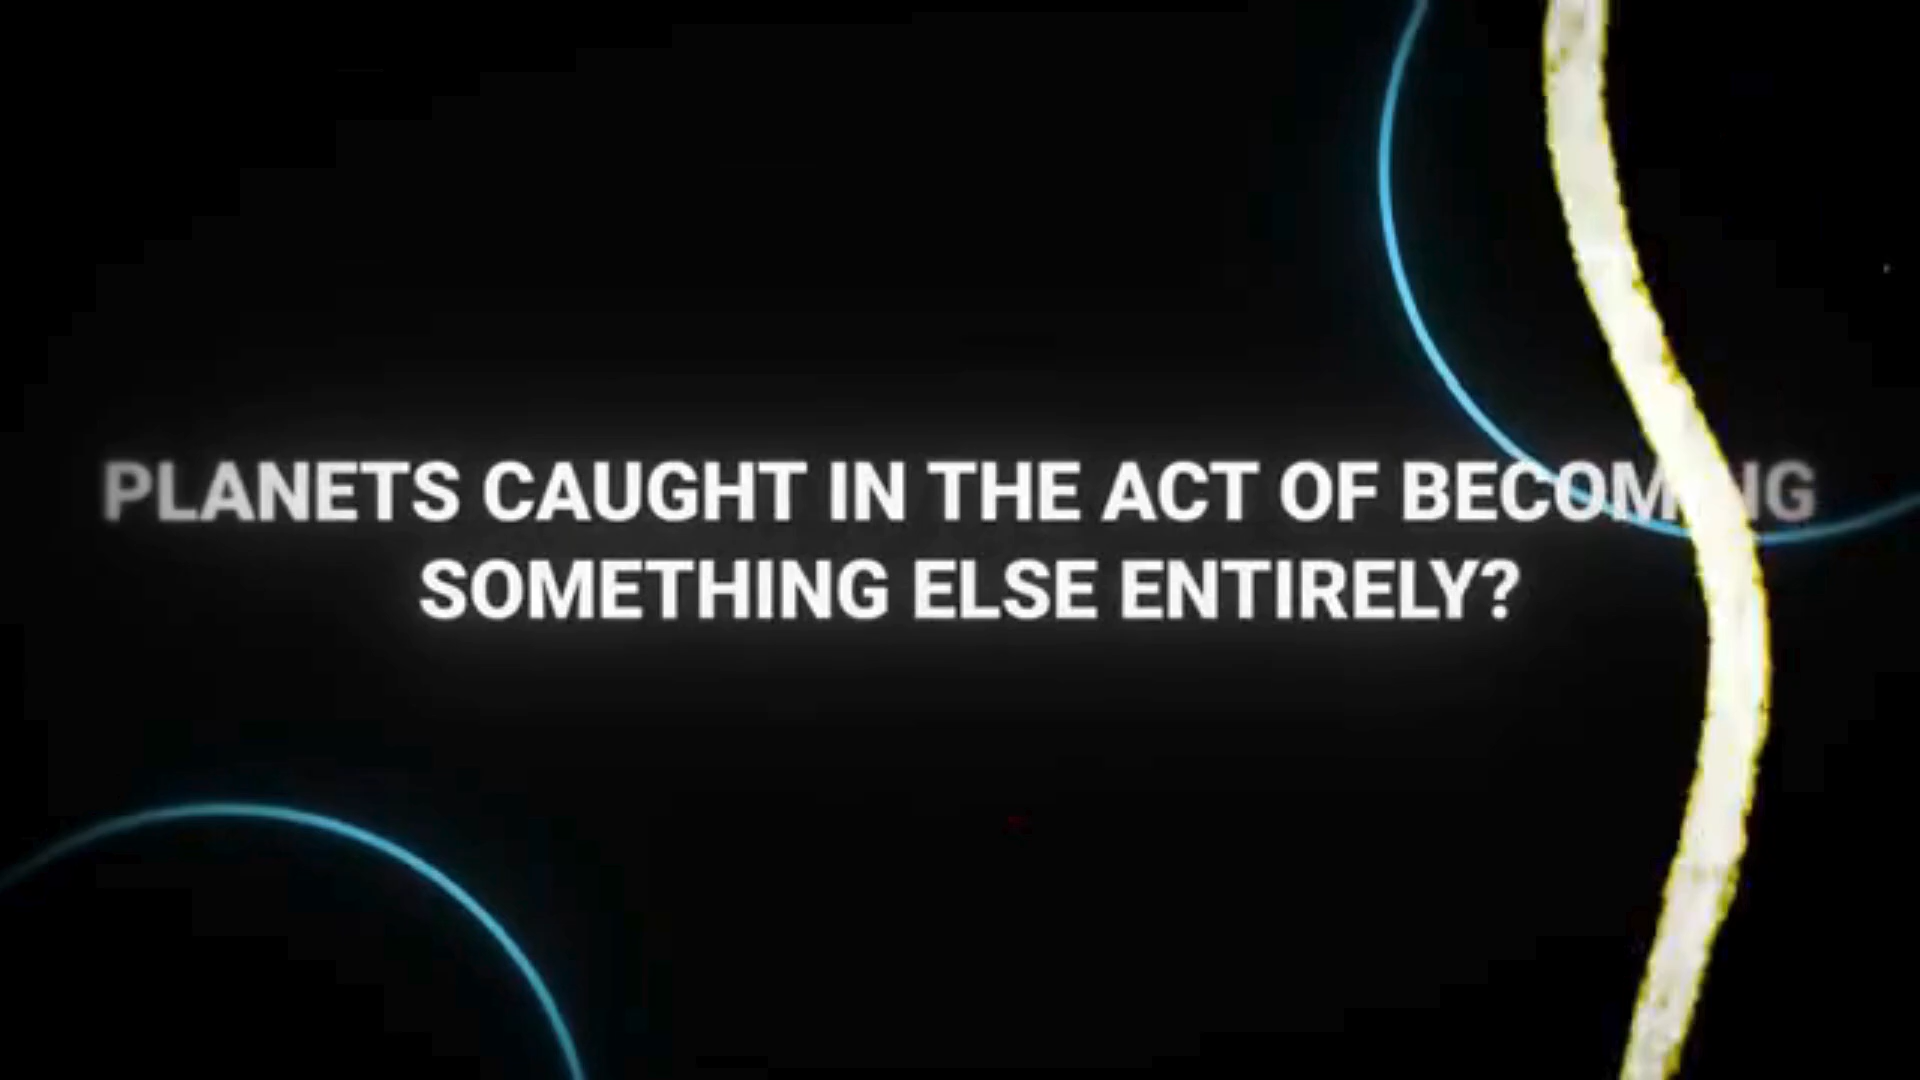 PLANETS CAUGHT IN THE ACT OF BECOMING
SOMETHING ELSE ENTIRELY?